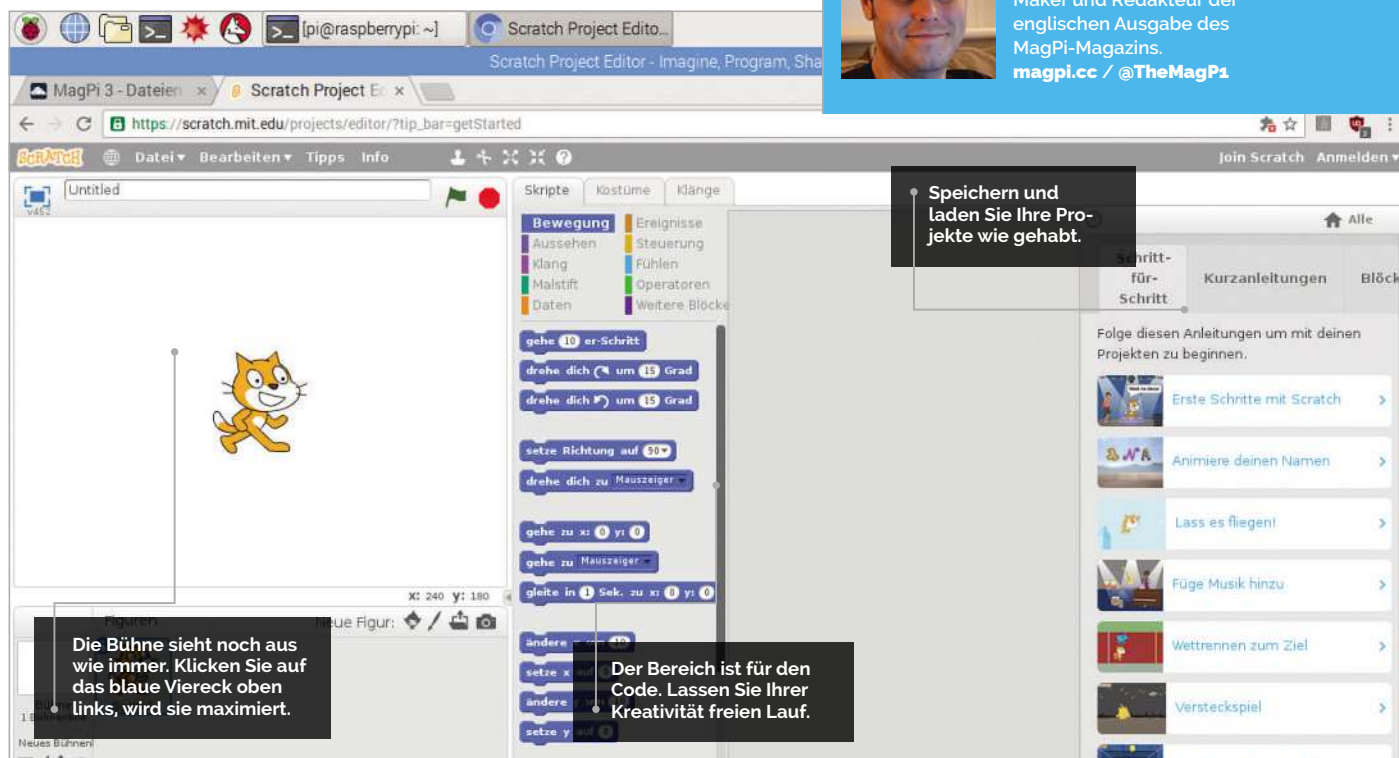 Maker und Redakteur der
englischen Ausgabe des
MagPi-Magazins.
magpi.cc / @TheMagP1
[pi@raspberrypi: ~]
Scratch Project Edito...
Scratch Project Editor - Imagine, Program, Sha
MagPi 3 - Dateien
Scratch Project Ec
https://scratch.mit.edu/projects/editor/?tip_bar=getStarted
SCRATCH Datei Bearbeiten Tipps Info
Join Scratch Anmelden
Untitled
v452
Skripte Kostüme Klänge
Bewegung Ereignisse
Aussehen Steuerung
Klang Fühlen
Malstift Operatoren
Daten Weitere Blöcke
gehe 10 er-Schritt
drehe dich um 15 Grad
drehe dich um 15 Grad
setze Richtung auf 90
drehe dich zu Mauszeiger
gehe zu x: 0 y: 0
gehe zu Mauszeiger
gleite in 1 Sek. zu x: 0 y: 0
ändere 10
setze x auf
ändere
setze y auf 0
x: 240 y: 180
Figuren Neue Figur:
Neues Bühnenl
Die Bühne sieht noch aus
wie immer. Klicken Sie auf
das blaue Viereck oben
links, wird sie maximiert.
Der Bereich ist für den
Code. Lassen Sie Ihrer
Kreativität freien Lauf.
Speichern und
laden Sie Ihre Pro-
jekte wie gehabt.
Alle
Schritt-
für-
Schritt
Kurzanleitungen
Blöck
Folge diesen Anleitungen um mit deinen
Projekten zu beginnen.
Erste Schritte mit Scratch
Animiere deinen Namen
Lass es fliegen!
Füge Musik hinzu
Wettrennen zum Ziel
Versteckspiel